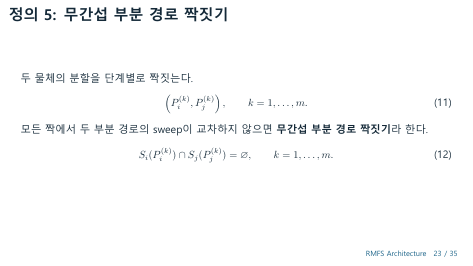 정의 5: 무간섭 부분 경로 짝짓기
두 물체의 분할을 단계별로 짝짓는다.
(P_i^{(k)}, P_j^{(k)}), k = 1, . . . , m. (11)
모든 짝에서 두 부분 경로의 sweep이 교차하지 않으면 무간섭 부분 경로 짝짓기라 한다.
S_i(P_i^{(k)}) ∩ S_j(P_j^{(k)}) = ∅, k = 1, . . . , m. (12)
RMFS Architecture 23 / 35